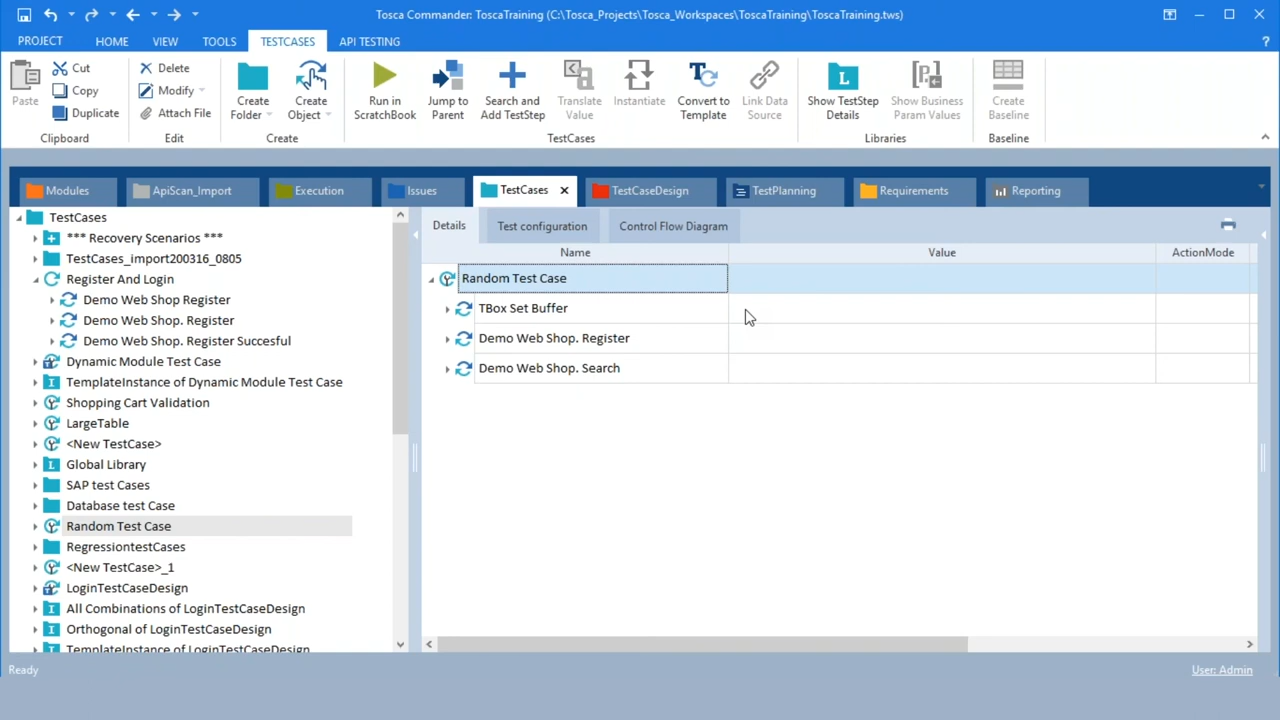 Tosca Commander: ToscaTraining (C:\Tosca_Projects\Tosca_Workspaces\ToscaTraining\ToscaTraining.tws)
?
PROJECT HOME VIEW TOOLS TESTCASES API TESTING
Paste
Cut
Copy
Duplicate
Clipboard
Delete
Modify
Attach File
Edit
Create Folder
Create Object
Create
Run in ScratchBook
Jump to Parent
Search and Add TestStep
Translate Value
Instantiate
Convert to Template
Link Data Source
TestCases
L
Show TestStep Details
Show Business Param Values
Libraries
Create Baseline
Baseline
Modules ApiScan_Import Execution Issues TestCases TestCaseDesign TestPlanning Requirements Reporting
TestCases
*** Recovery Scenarios ***
TestCases_import200316_0805
Register And Login
Demo Web Shop Register
Demo Web Shop. Register
Demo Web Shop. Register Succesful
Dynamic Module Test Case
TemplateInstance of Dynamic Module Test Case
Shopping Cart Validation
LargeTable
<New TestCase>
Global Library
SAP test Cases
Database test Case
Random Test Case
RegressiontestCases
<New TestCase>_1
LoginTestCaseDesign
All Combinations of LoginTestCaseDesign
Orthogonal of LoginTestCaseDesign
TemplateInstance of LoginTestCaseDesign
Details Test configuration Control Flow Diagram
Name Value ActionMode
Random Test Case
TBox Set Buffer
Demo Web Shop. Register
Demo Web Shop. Search
Ready
User: Admin